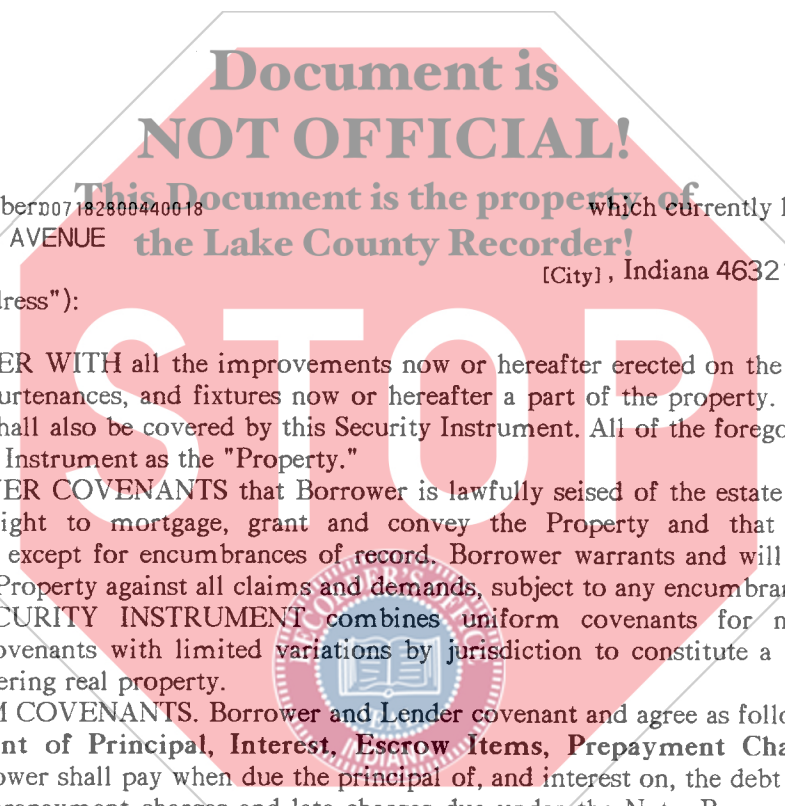 Document is
NOT OFFICIAL!
This Document is the property of
the Lake County Recorder!
ber007182800440018 which currently
AVENUE
[City], Indiana 4632
ress"):
STOP
ER WITH all the improvements now or hereafter erected on the
urtenances, and fixtures now or hereafter a part of the property.
hall also be covered by this Security Instrument. All of the forego
Instrument as the "Property."
ER COVENANTS that Borrower is lawfully seised of the estate
ight to mortgage, grant and convey the Property and that
except for encumbrances of record. Borrower warrants and will
Property against all claims and demands, subject to any encumbran
CURITY INSTRUMENT combines uniform covenants for n
ovenants with limited variations by jurisdiction to constitute a
ering real property.
RECORDER'S OFFICE
INDIANA
M COVENANTS. Borrower and Lender covenant and agree as follo
nt of Principal, Interest, Escrow Items, Prepayment Cha
ower shall pay when due the principal of, and interest on, the debt